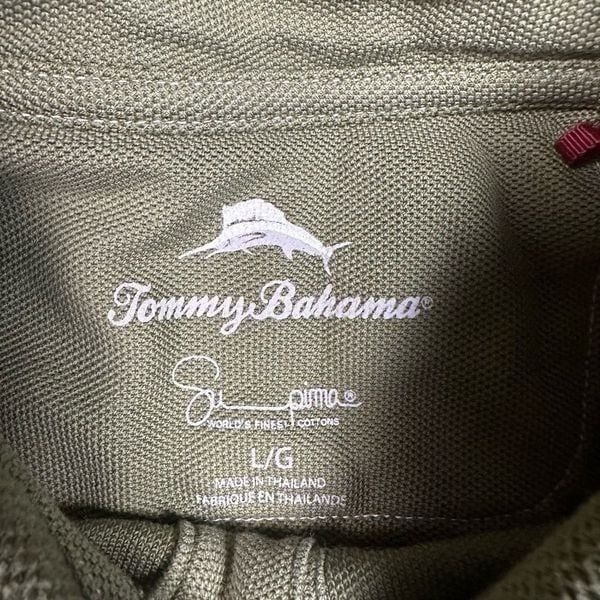 Tommy Bahama®
Supima®
WORLD'S FINEST COTTONS
L/G
MADE IN THAILAND
FABRIQUÉ EN THAÏLANDE